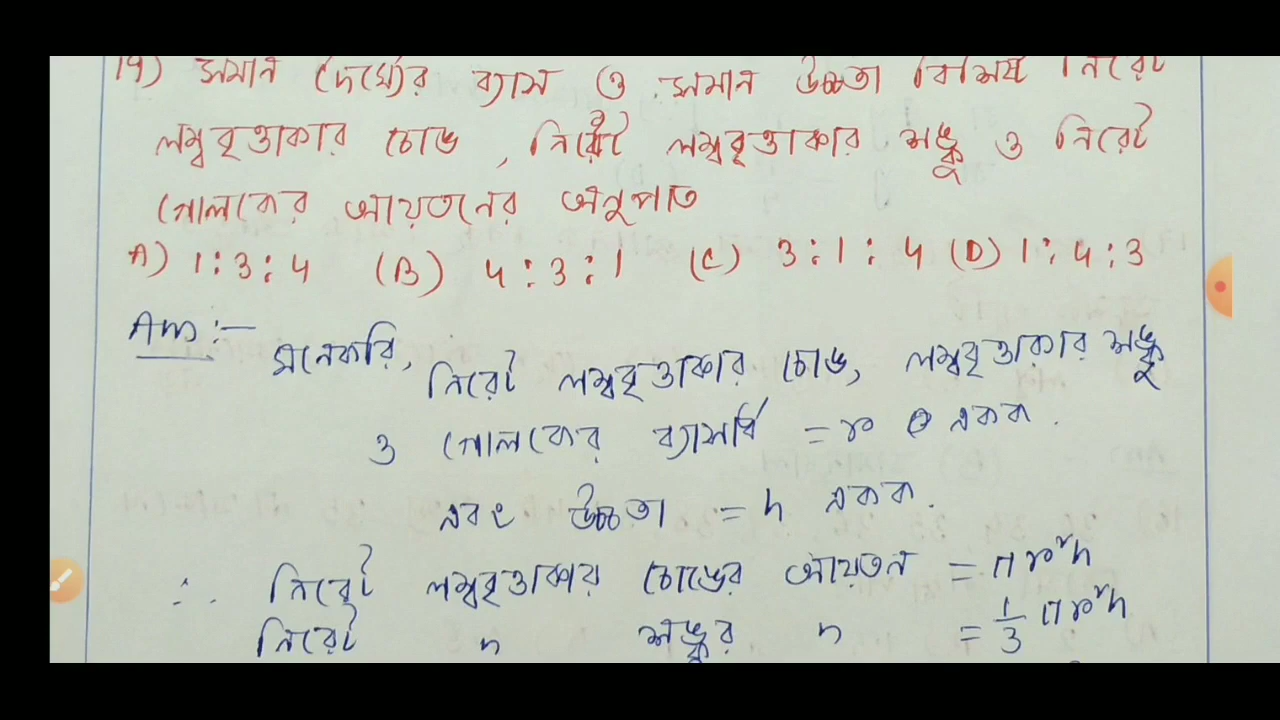 17) সমান দৈর্ঘ্যের ব্যাস ও সমান উচ্চতা বিশিষ্ট নিরেট
লম্ববৃত্তাকার চোঙ, নিরেট লম্ববৃত্তাকার শঙ্কু ও নিরেট
গোলকের আয়তনের অনুপাত
A) 1:3:4 (B) 4:3:1 (C) 3:1:4 (D) 1:4:3
Ans:—
মনেকরি,
নিরেট লম্ববৃত্তাকার চোঙ, লম্ববৃত্তাকার শঙ্কু
ও গোলকের ব্যাসার্ধ = r একক.
এবং উচ্চতা = h একক.
∴ নিরেট লম্ববৃত্তাকার চোঙের আয়তন = πr²h
নিরেট " শঙ্কুর " = 1/3 πr²h